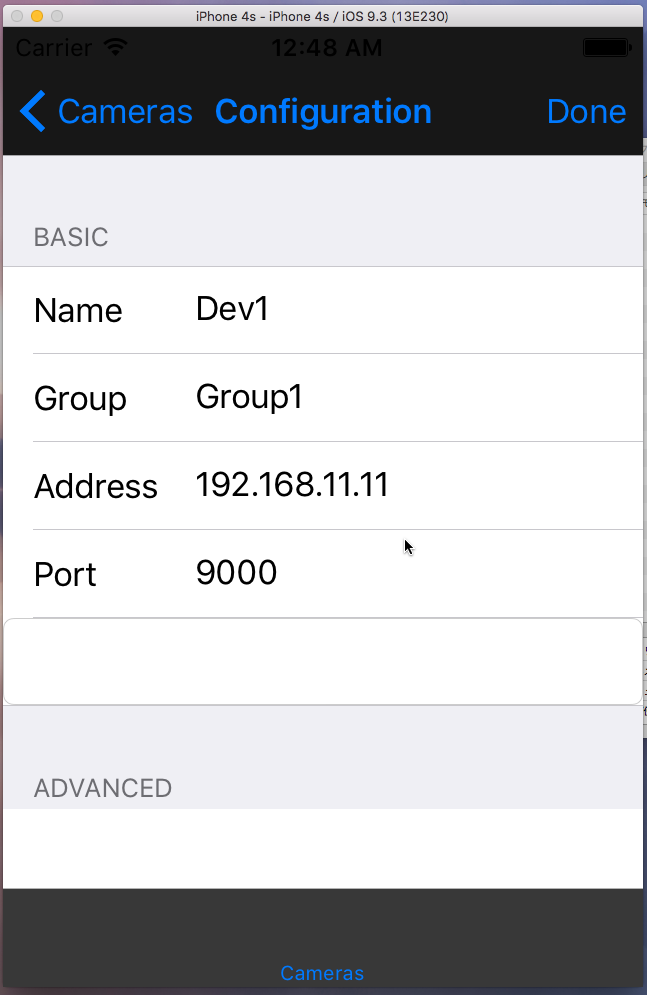 iPhone 4s - iPhone 4s / iOS 9.3 (13E230)
Carrier 12:48 AM
Cameras Configuration Done
BASIC
Name Dev1
Group Group1
Address 192.168.11.11
Port 9000
ADVANCED
Cameras